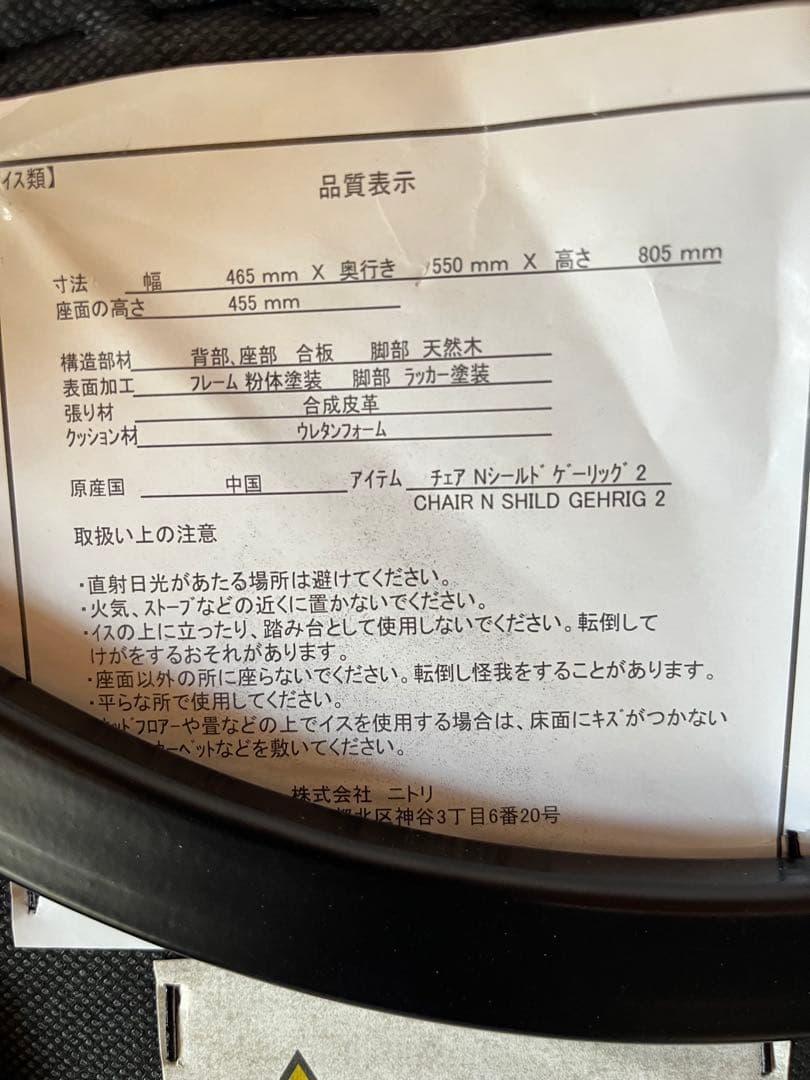 イス類】
品質表示
寸法 幅 465 mm X 奥行き 550 mm X 高さ 805 mm
座面の高さ 455 mm
構造部材 背部、座部 合板 脚部 天然木
表面加工 フレーム 粉体塗装 脚部 ラッカー塗装
張り材 合成皮革
クッション材 ウレタンフォーム
原産国 中国 アイテム チェア Nシールド ゲーリッグ 2
CHAIR N SHILD GEHRIG 2
取扱い上の注意
・直射日光があたる場所は避けてください。
・火気、ストーブなどの近くに置かないでください。
・イスの上に立ったり、踏み台として使用しないでください。転倒して
けがをするおそれがあります。
・座面以外の所に座らないでください。転倒し怪我をすることがあります。
・平らな所で使用してください。
ッドフロアーや畳などの上でイスを使用する場合は、床面にキズがつかない
カーペットなどを敷いてください。
株式会社 ニトリ
都北区神谷3丁目6番20号